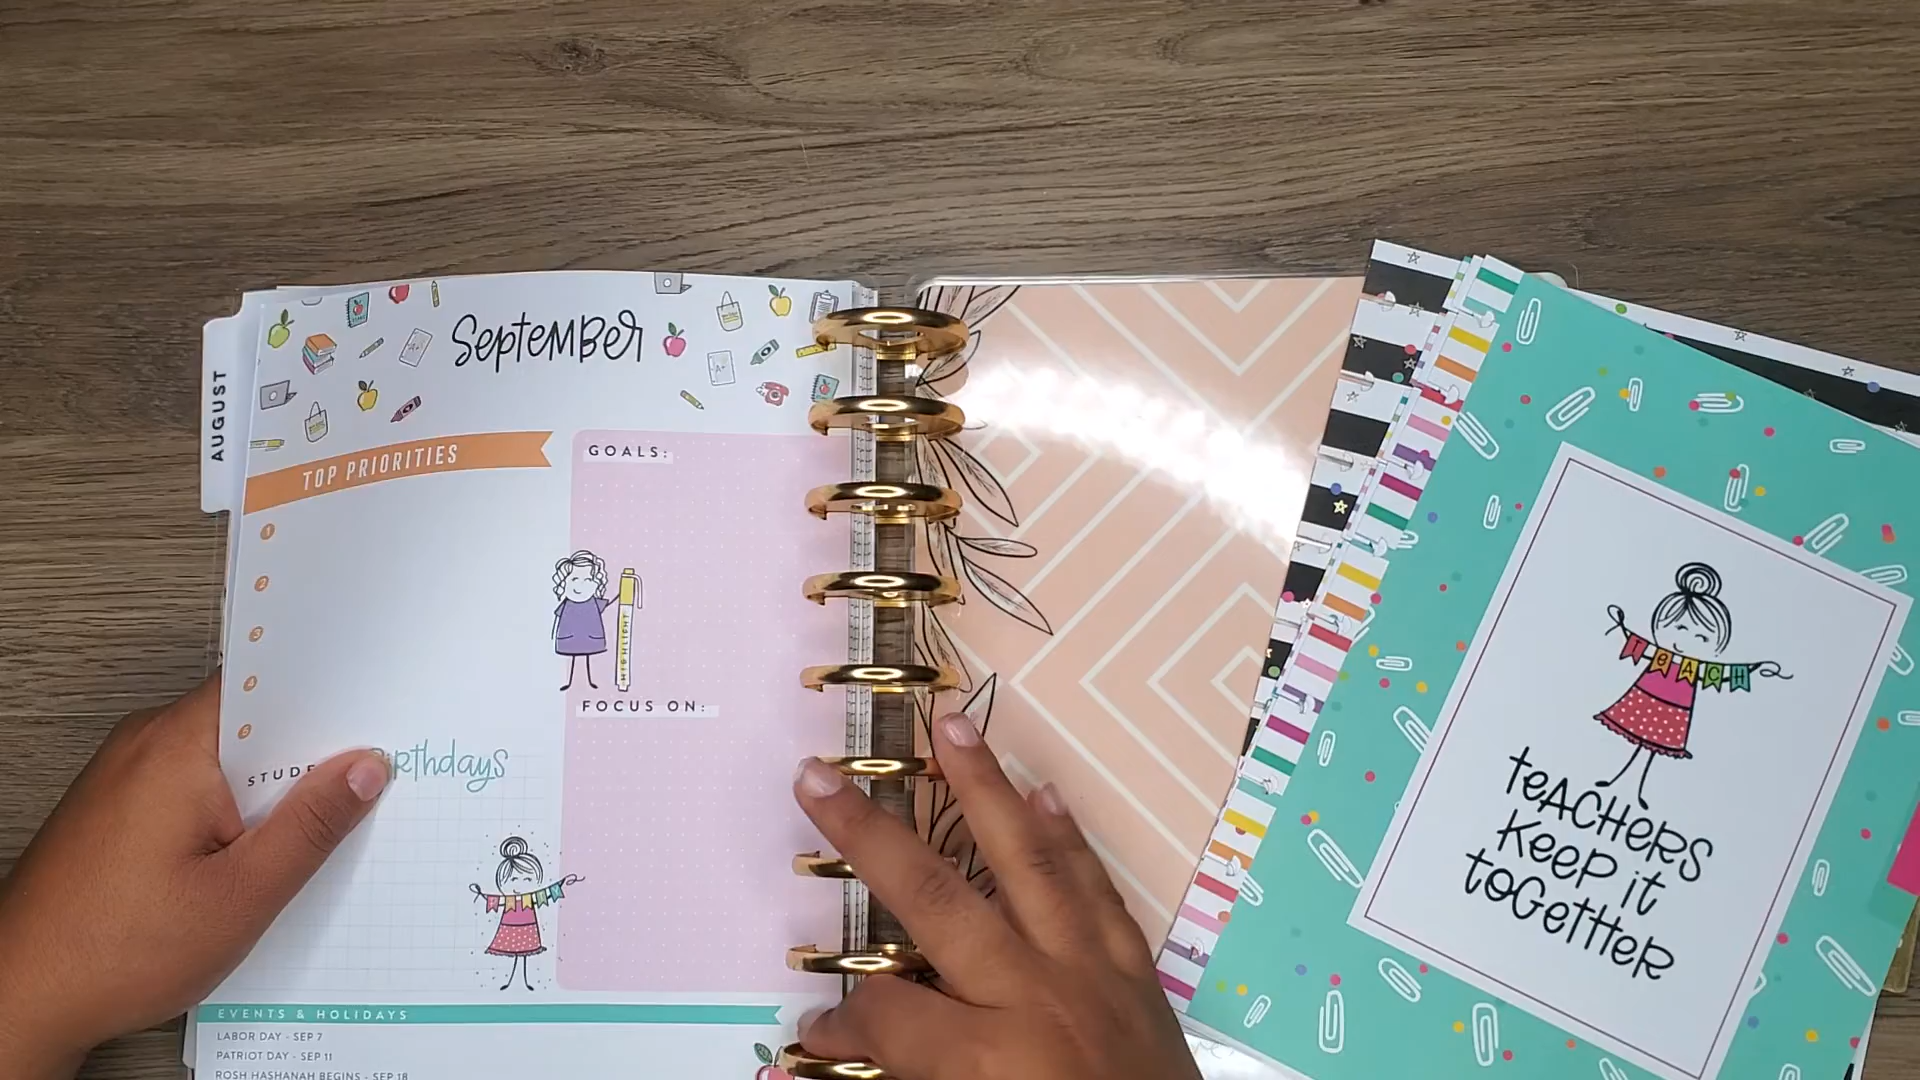 AUGUST
September
TOP PRIORITIES
1
2
3
4
5
GOALS:
HIGHLIGHT
FOCUS ON:
Birthdays
EVENTS & HOLIDAYS
LABOR DAY - SEP 7
PATRIOT DAY - SEP 11
ROSH HASHANAH BEGINS - SEP 18
TEACH
teachers
keep it
together